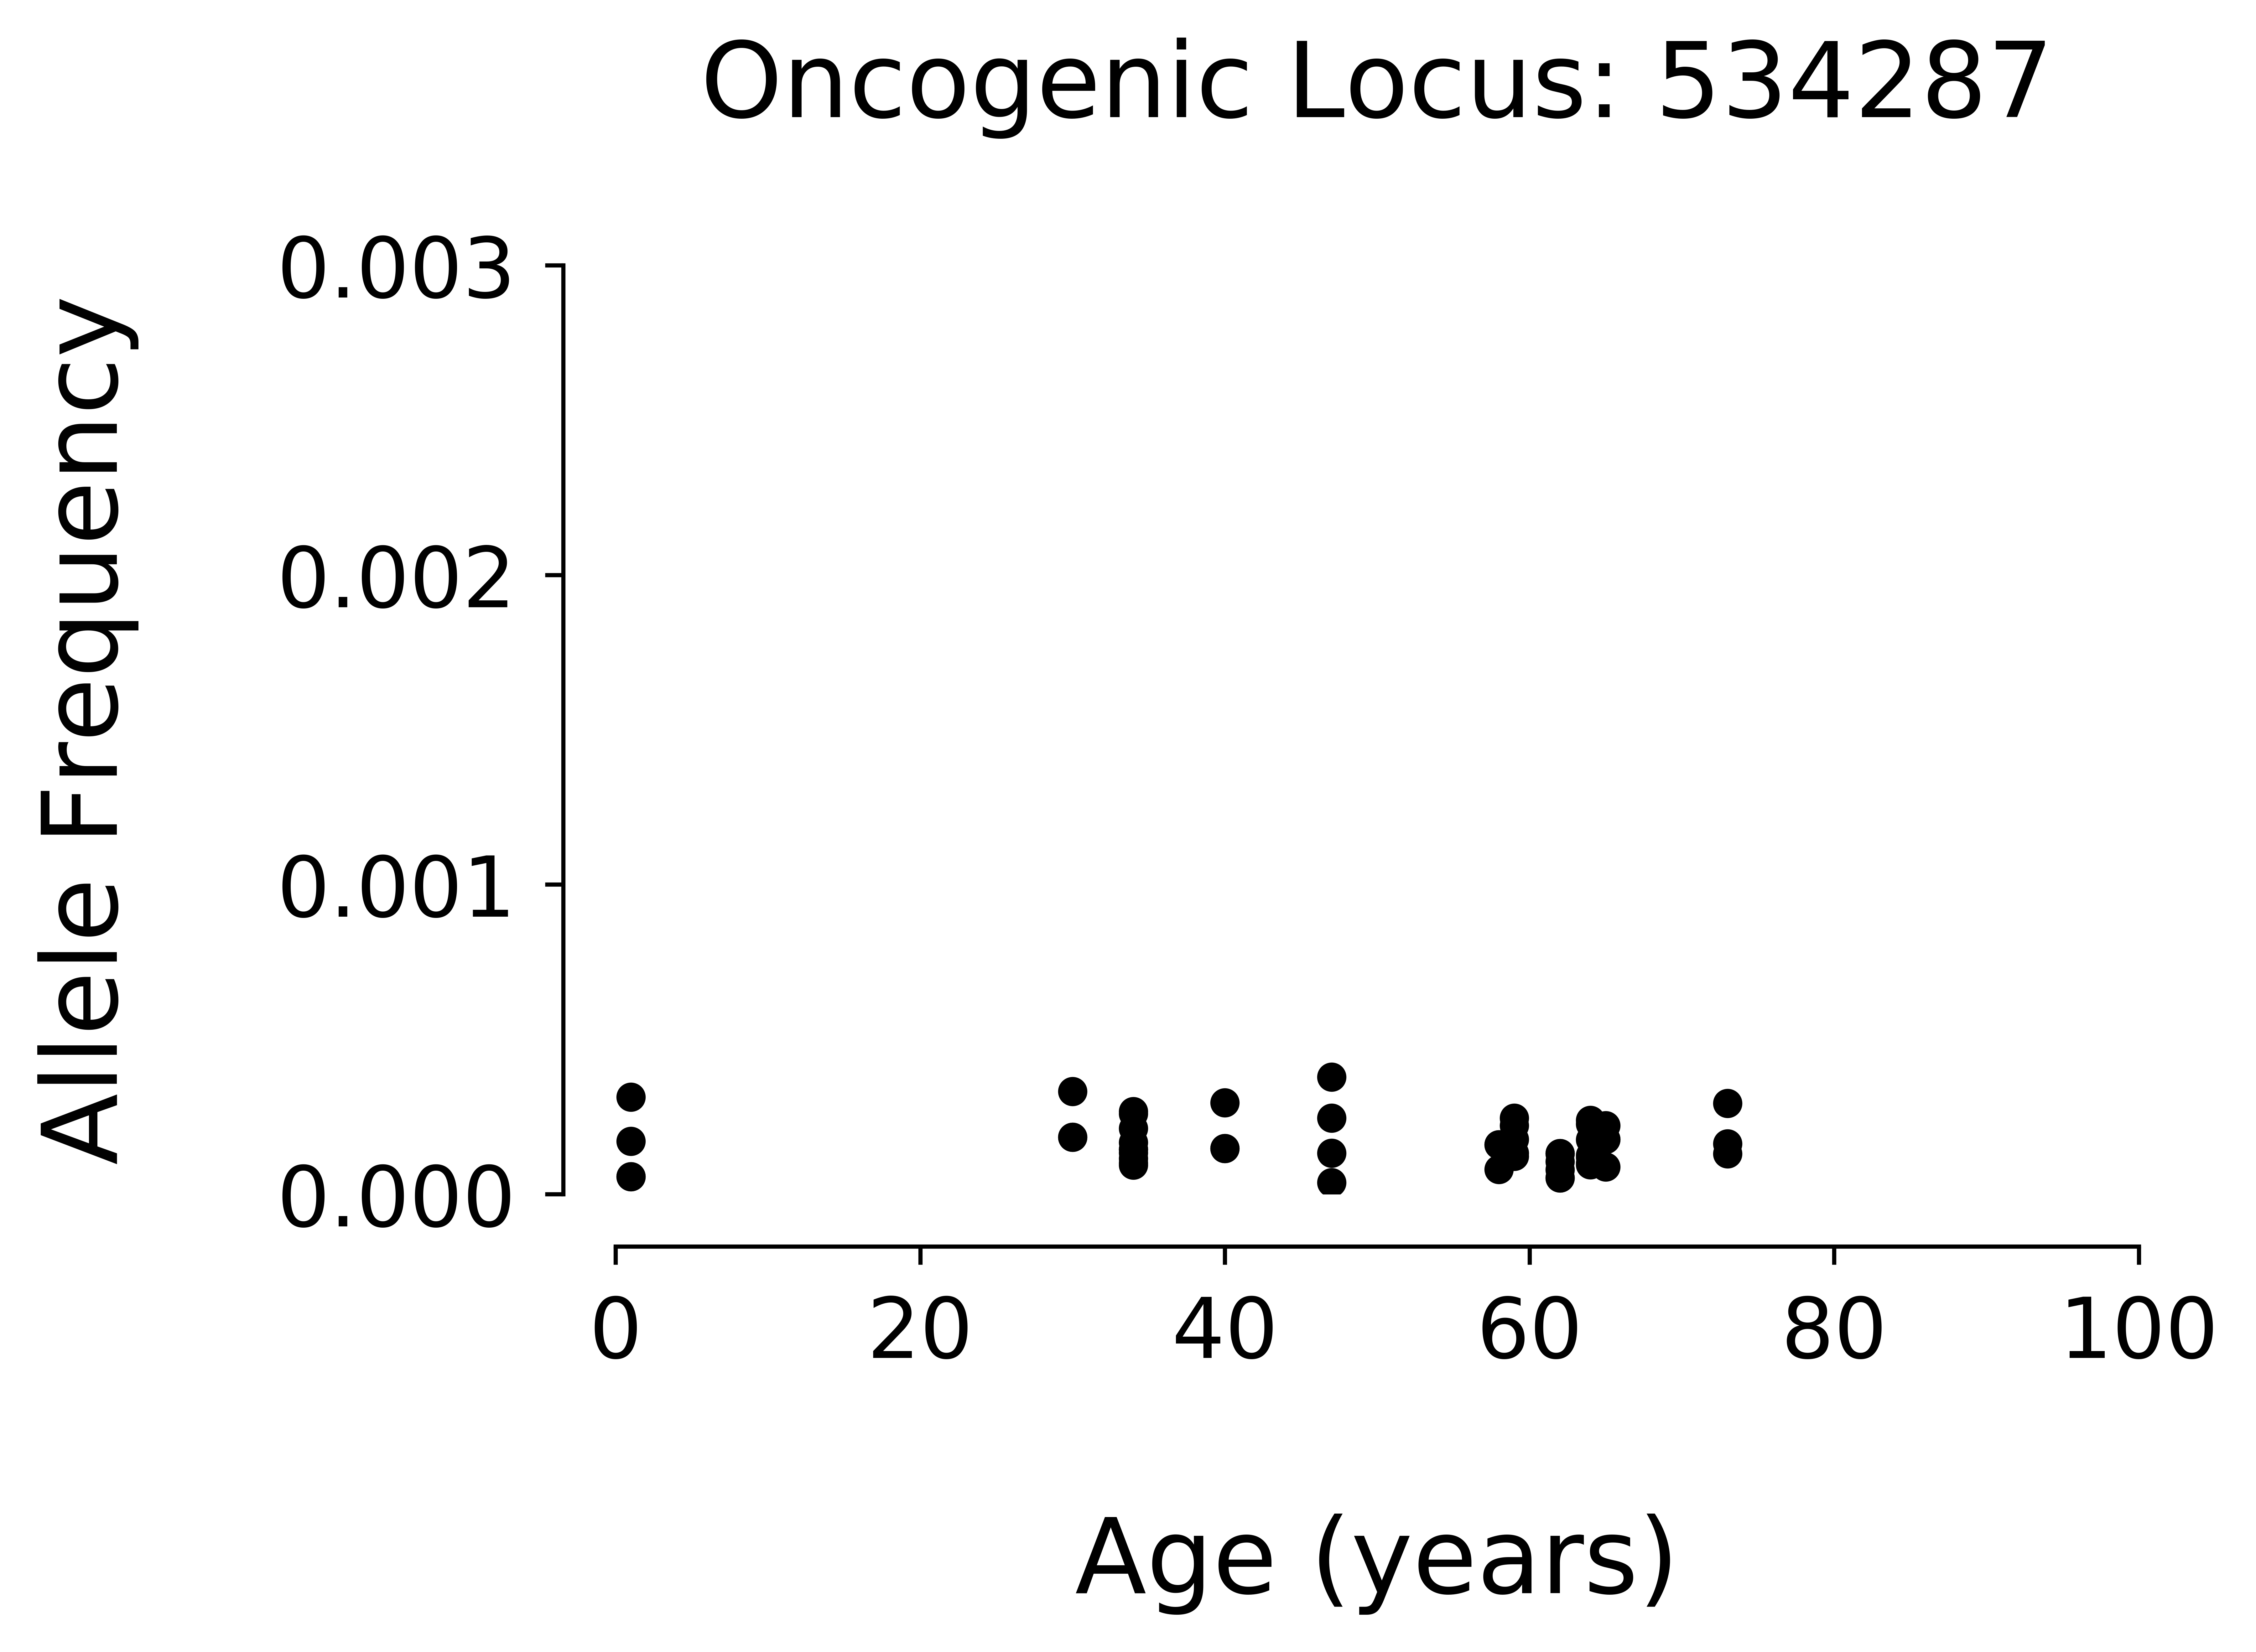 Oncogenic Locus: 534287
Allele Frequency
0.003
0.002
0.001
0.000
0 20 40 60 80 100
Age (years)